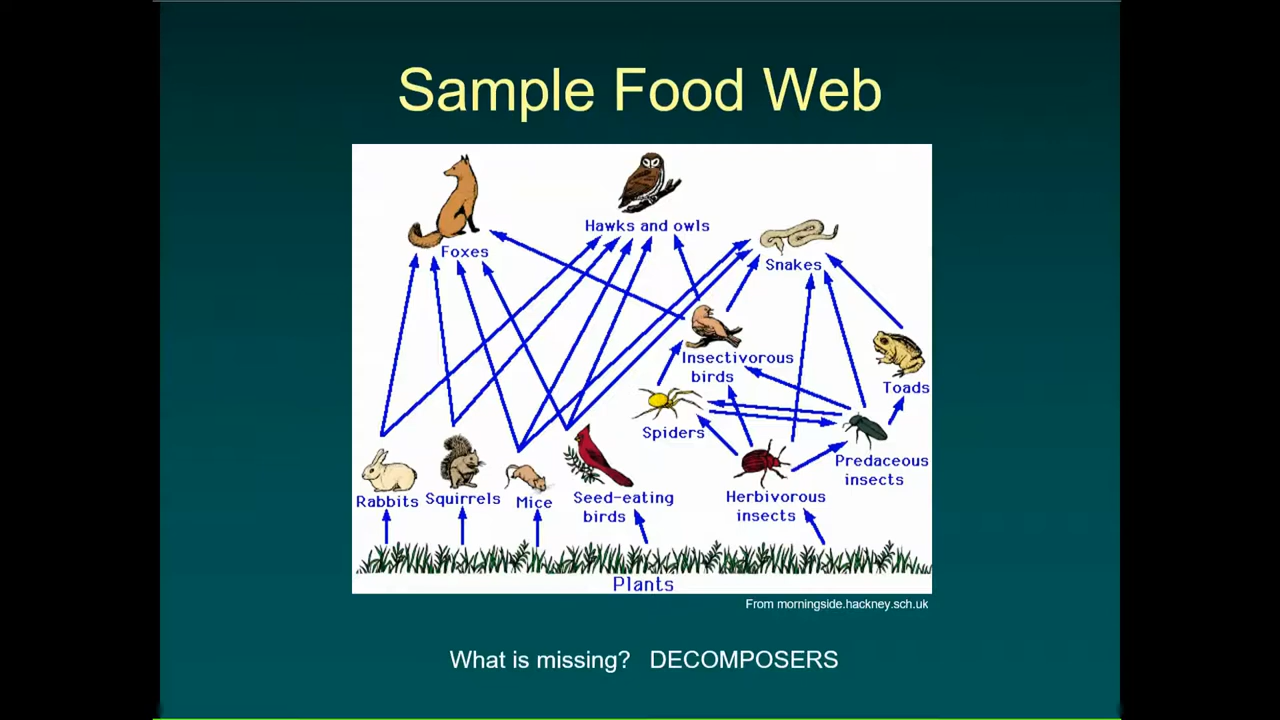 Sample Food Web
Hawks and owls
Foxes
Snakes
Insectivorous
birds
Toads
Spiders
Predaceous
insects
Rabbits
Squirrels
Mice
Seed-eating
birds
Herbivorous
insects
Plants
From morningside.hackney.sch.uk
What is missing? DECOMPOSERS